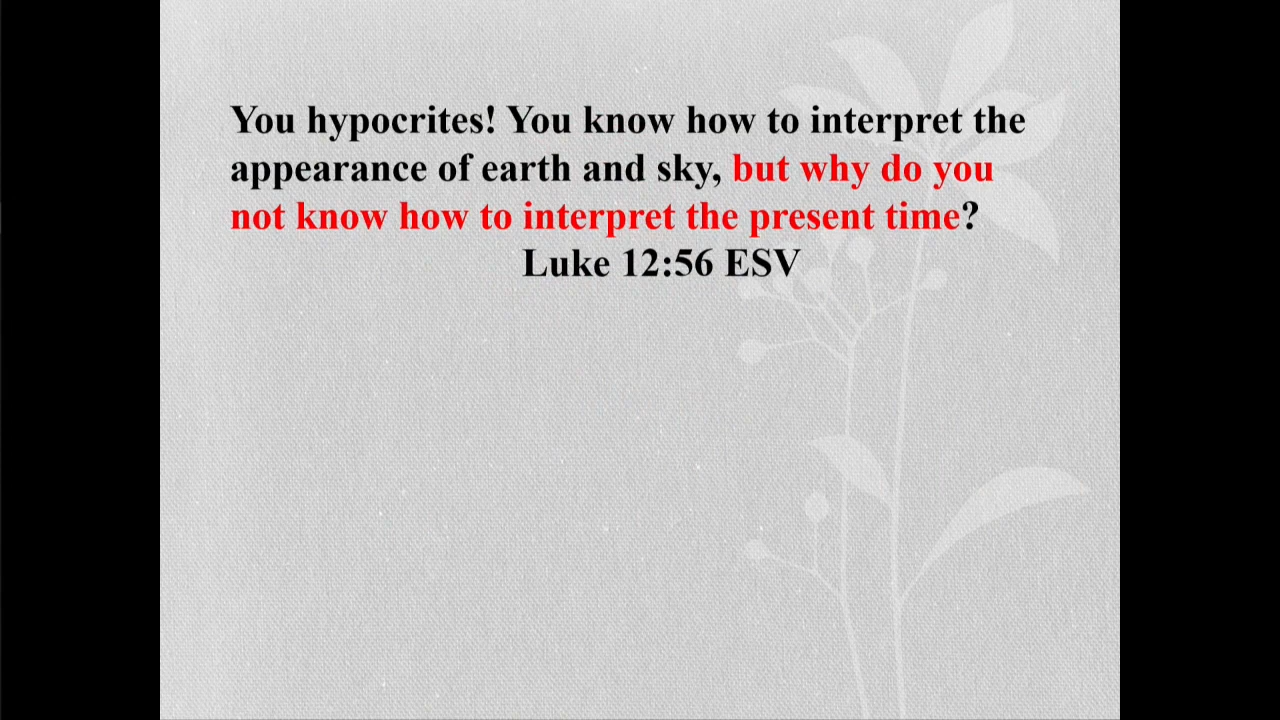 You hypocrites! You know how to interpret the
appearance of earth and sky, but why do you
not know how to interpret the present time?
Luke 12:56 ESV